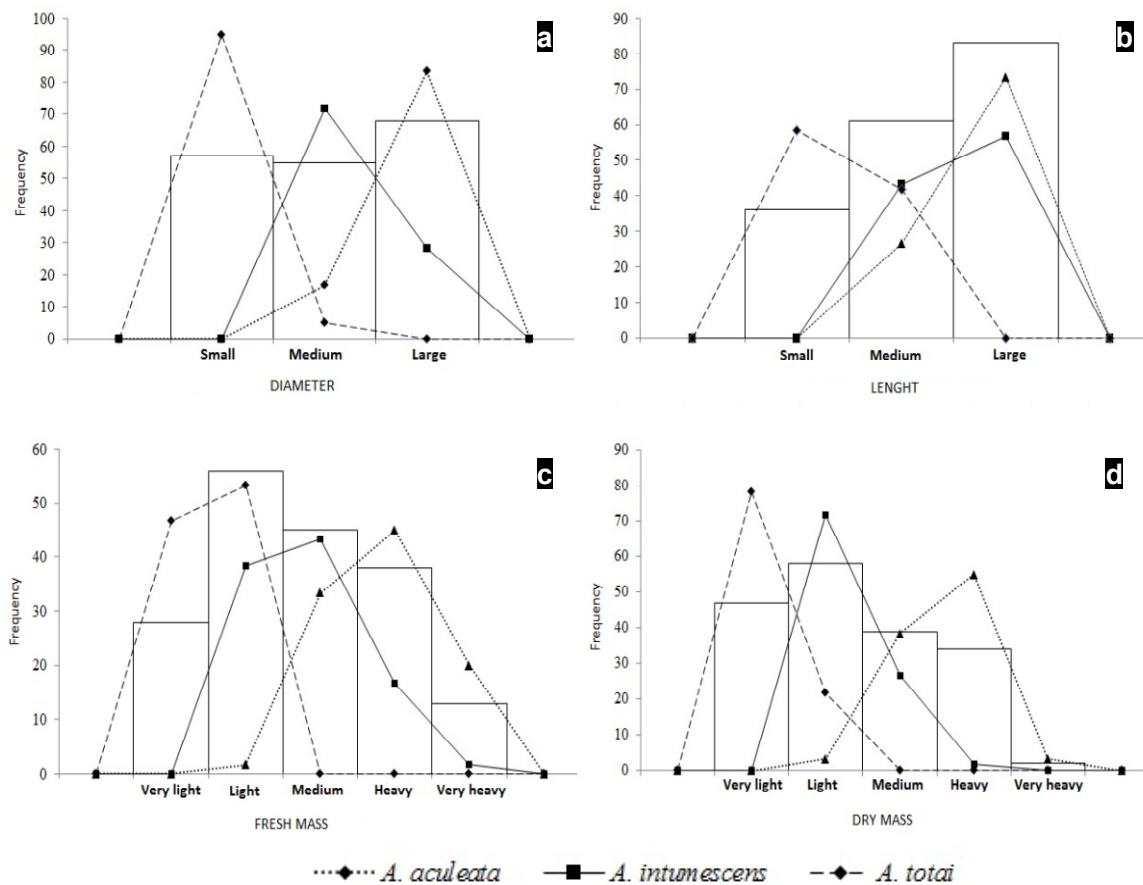 a
100
90
80
70
60
50
40
30
20
10
0
Frequency
Small Medium Large
DIAMETER
b
90
80
70
60
50
40
30
20
10
0
Frequency
Small Medium Large
LENGHT
c
60
50
40
30
20
10
0
Frequency
Very light Light Medium Heavy Very heavy
FRESH MASS
d
90
80
70
60
50
40
30
20
10
0
Frequency
Very light Light Medium Heavy Very heavy
DRY MASS
A. aculeata A. intumescens A. totai